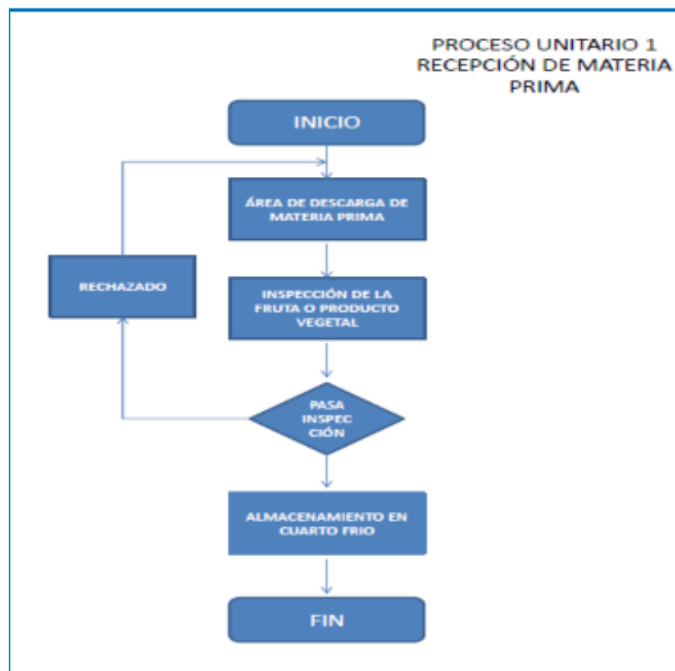 PROCESO UNITARIO 1
RECEPCIÓN DE MATERIA
PRIMA
INICIO
ÁREA DE DESCARGA DE
MATERIA PRIMA
RECHAZADO
INSPECCIÓN DE LA
FRUTA O PRODUCTO
VEGETAL
PASA
INSPEC
CIÓN
ALMACENAMIENTO EN
CUARTO FRIO
FIN